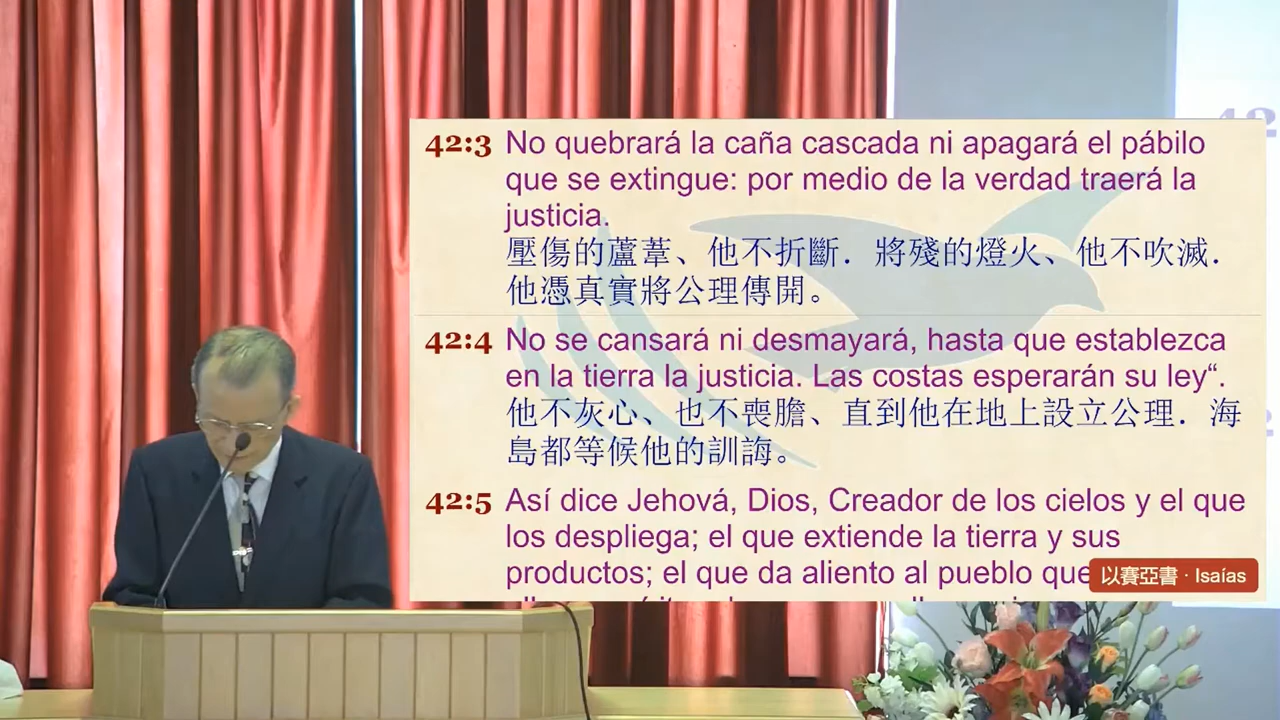 42:3 No quebrará la caña cascada ni apagará el pábilo
que se extingue: por medio de la verdad traerá la
justicia.
壓傷的蘆葦、他不折斷．將殘的燈火、他不吹滅．
他憑真實將公理傳開。
42:4 No se cansará ni desmayará, hasta que establezca
en la tierra la justicia. Las costas esperarán su ley“.
他不灰心、也不喪膽、直到他在地上設立公理．海
島都等候他的訓誨。
42:5 Así dice Jehová, Dios, Creador de los cielos y el que
los despliega; el que extiende la tierra y sus
productos; el que da aliento al pueblo que
以賽亞書 · Isaías
42